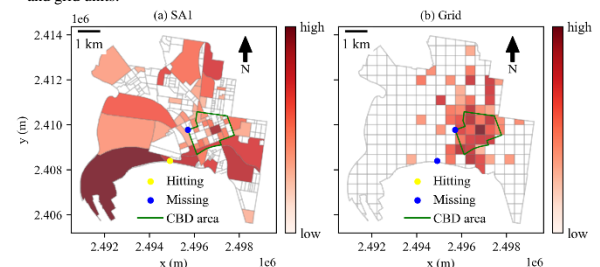 and grid units.
1e6
(a) SA1
(b) Grid
1 km
N
high
1 km
N
high
2.414
2.412
2.410
2.408
2.406
y (m)
Hitting
Missing
CBD area
low
Hitting
Missing
CBD area
low
2.492 2.494 2.496 2.498
x (m)
1e6
2.492 2.494 2.496 2.498
x (m)
1e6